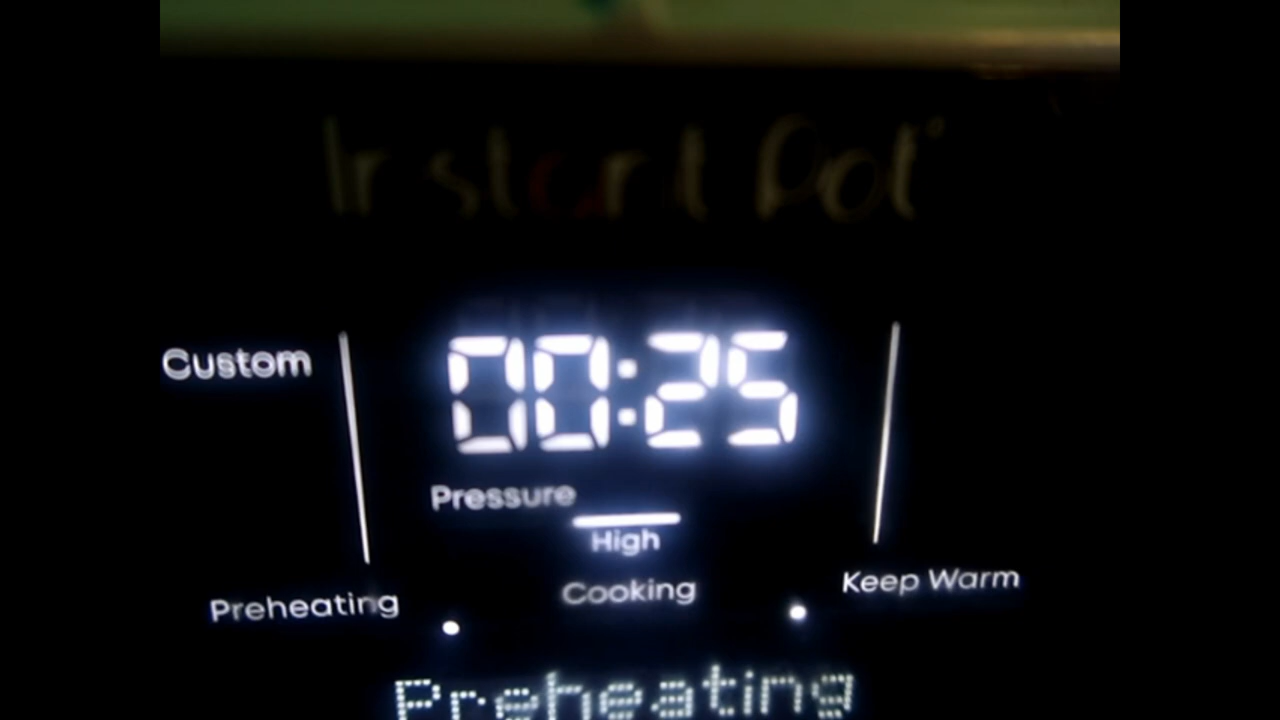 Instant Pot
Custom
00:25
Pressure
High
Preheating
Cooking
Keep Warm
Preheating